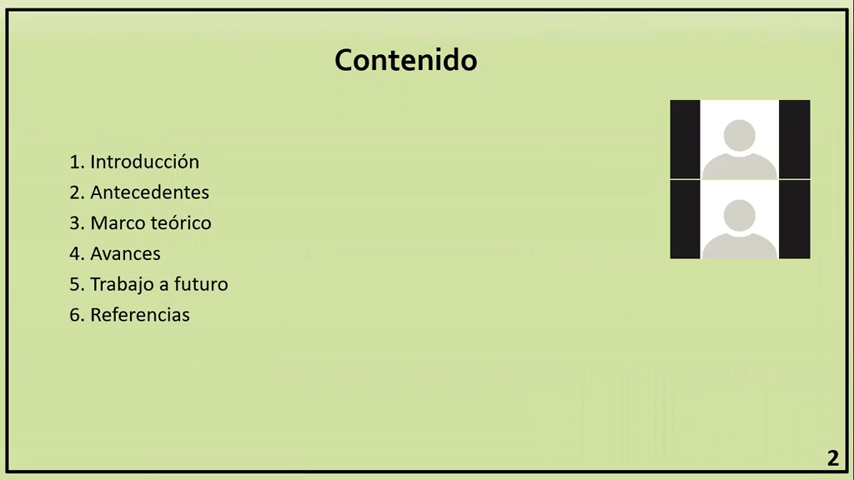 Contenido
1. Introducción
2. Antecedentes
3. Marco teórico
4. Avances
5. Trabajo a futuro
6. Referencias
2